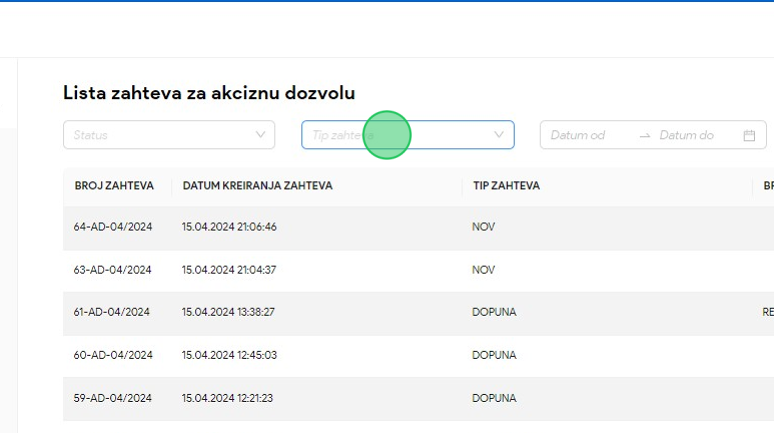 Lista zahteva za akciznu dozvolu
Status Tip zahteva Datum od → Datum do
BROJ ZAHTEVA DATUM KREIRANJA ZAHTEVA TIP ZAHTEVA BR
64-AD-04/2024 15.04.2024 21:06:46 NOV
63-AD-04/2024 15.04.2024 21:04:37 NOV
61-AD-04/2024 15.04.2024 13:38:27 DOPUNA RE
60-AD-04/2024 15.04.2024 12:45:03 DOPUNA
59-AD-04/2024 15.04.2024 12:21:23 DOPUNA